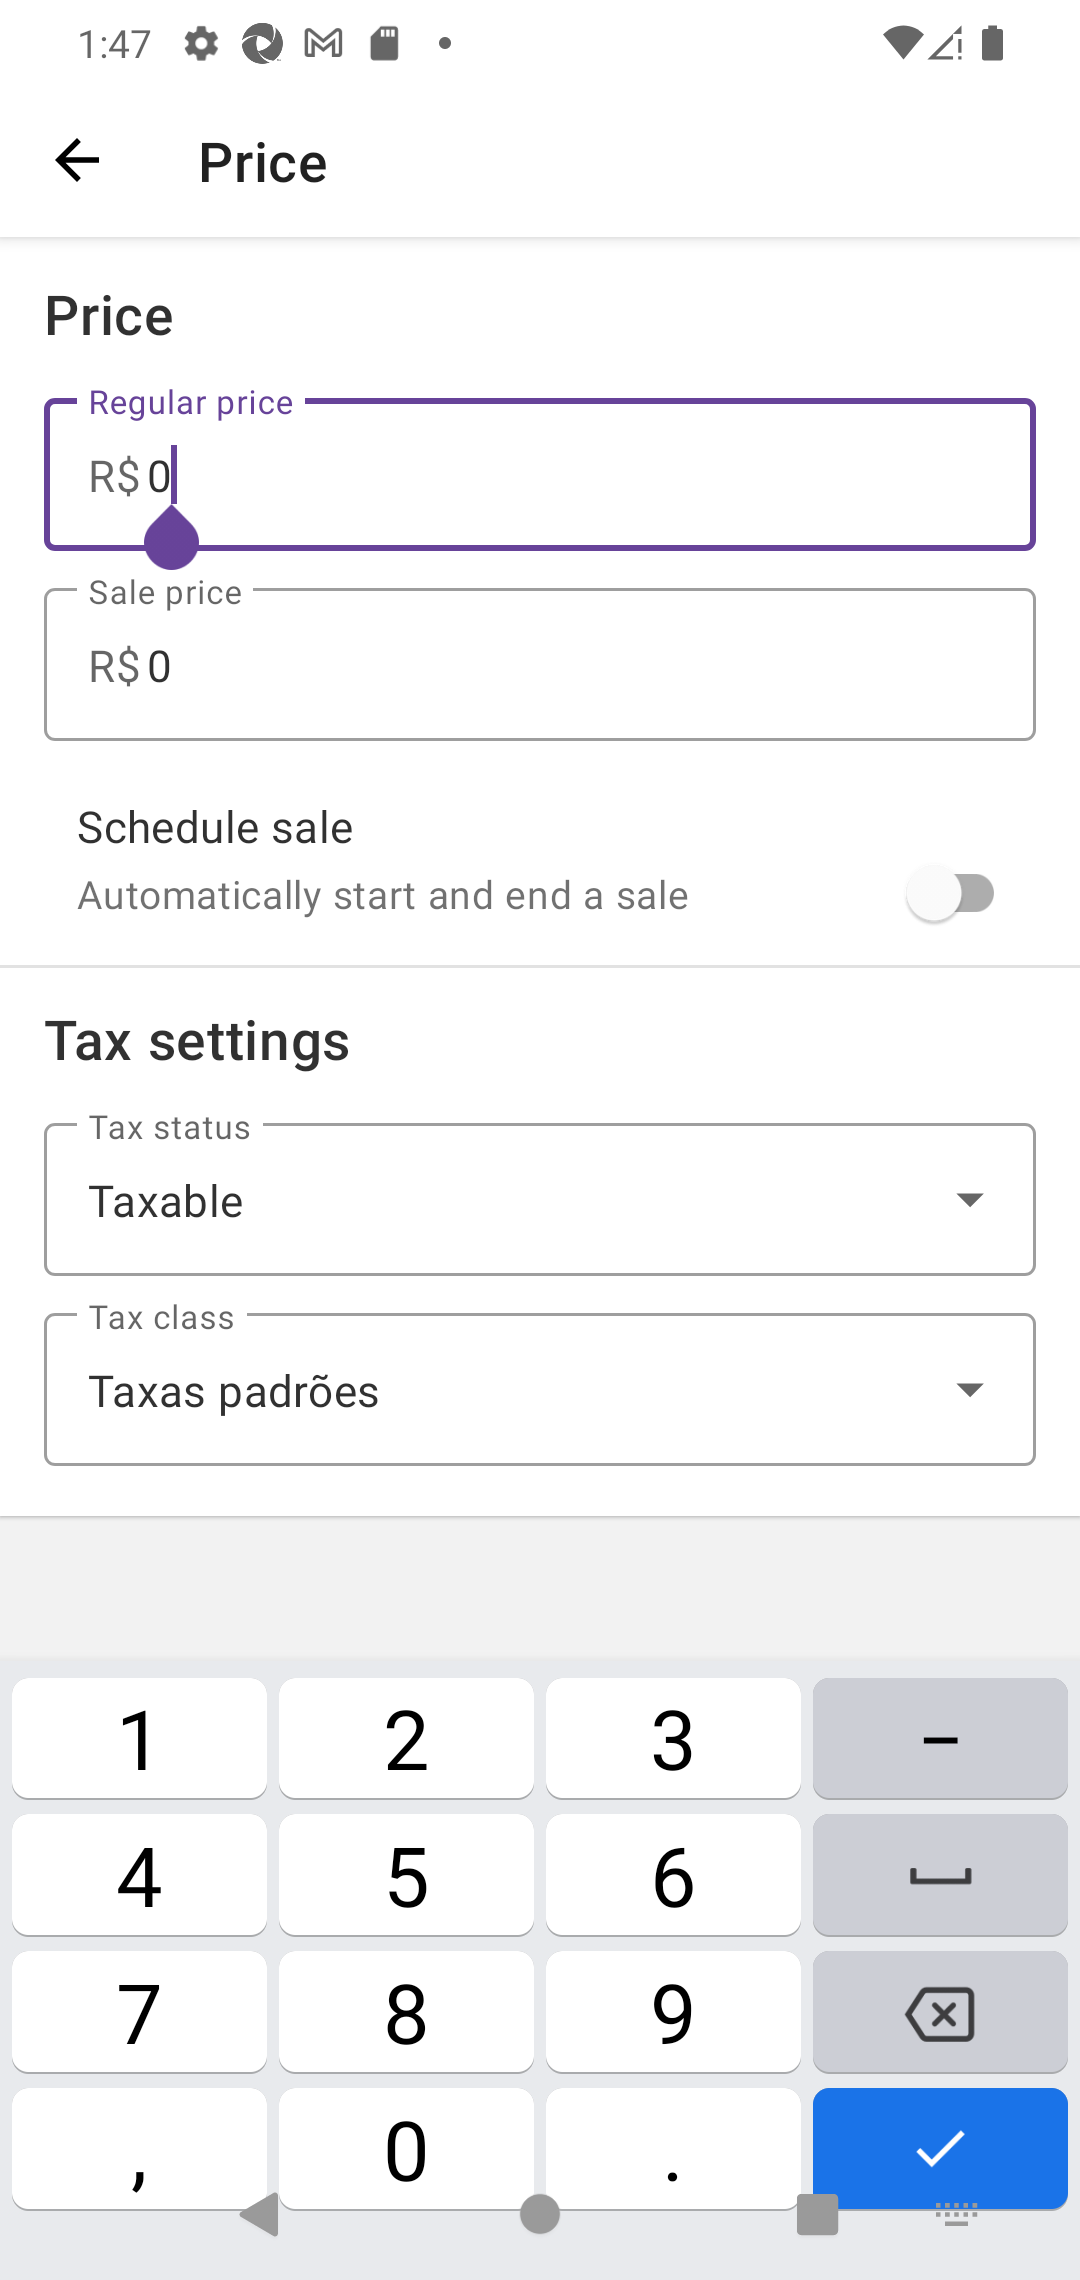 1:47
Price
Price
Regular price
R$ 0
Sale price
R$ 0
Schedule sale
Automatically start and end a sale
Tax settings
Tax status
Taxable
Tax class
Taxas padrões
1 2 3 –
4 5 6
7 8 9
, 0 .